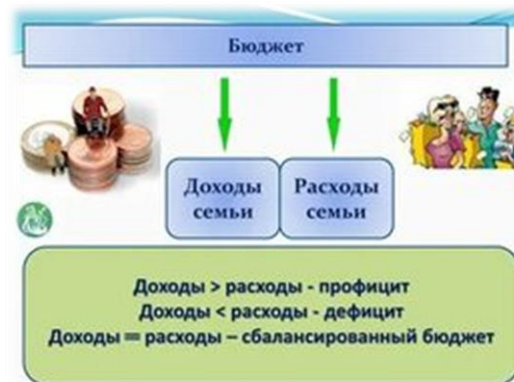 Бюджет
Доходы
семьи
Расходы
семьи
Доходы > расходы - профицит
Доходы < расходы - дефицит
Доходы = расходы – сбалансированный бюджет